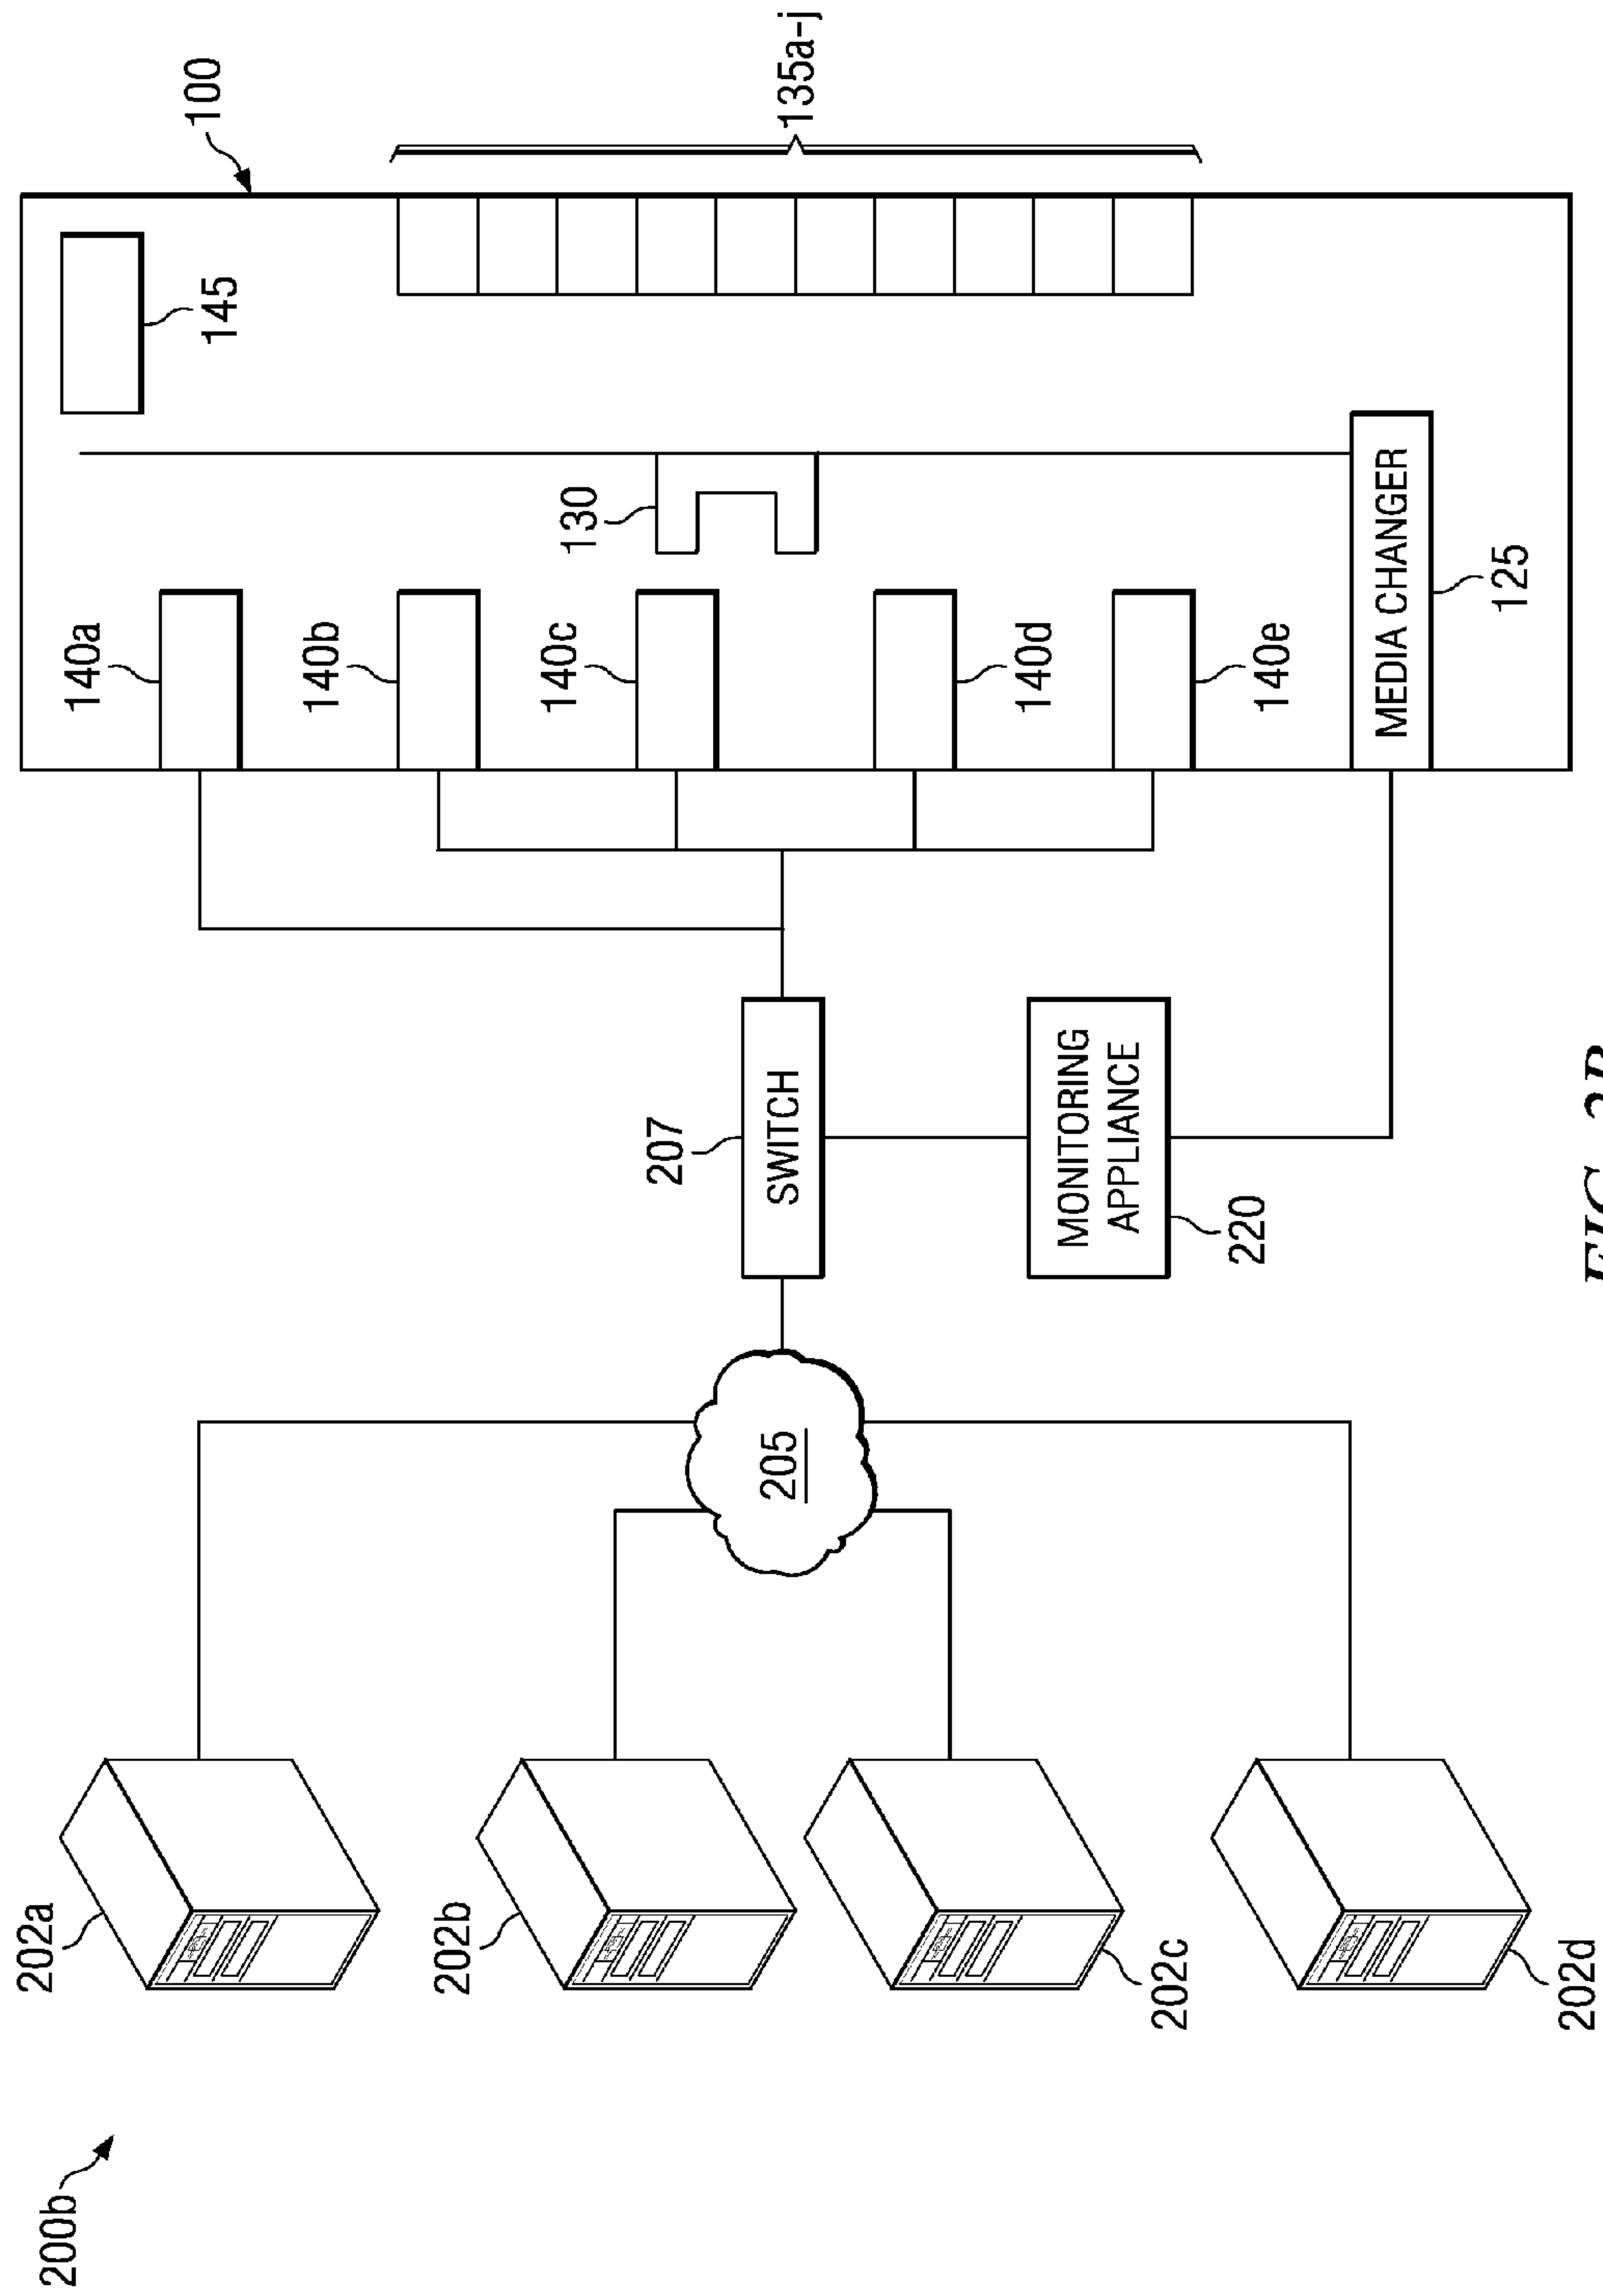 200b
202a
202b
202c
202d
205
207
SWITCH
MONITORING
APPLIANCE
220
140a
140b
140c
140d
140e
130
MEDIA CHANGER
125
145
100
135a-j